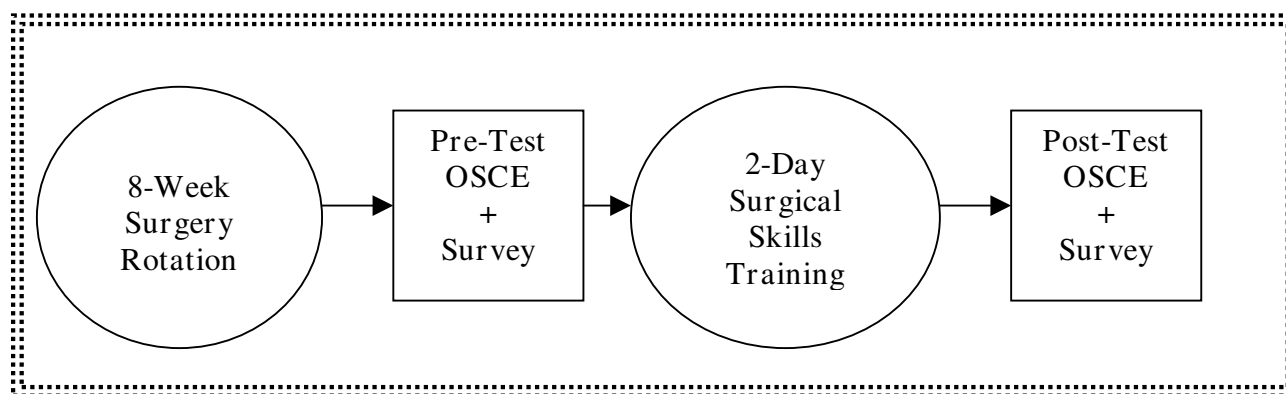 8-Week
Surgery
Rotation
Pre-Test
OSCE
+
Survey
2-Day
Surgical
Skills
Training
Post-Test
OSCE
+
Survey